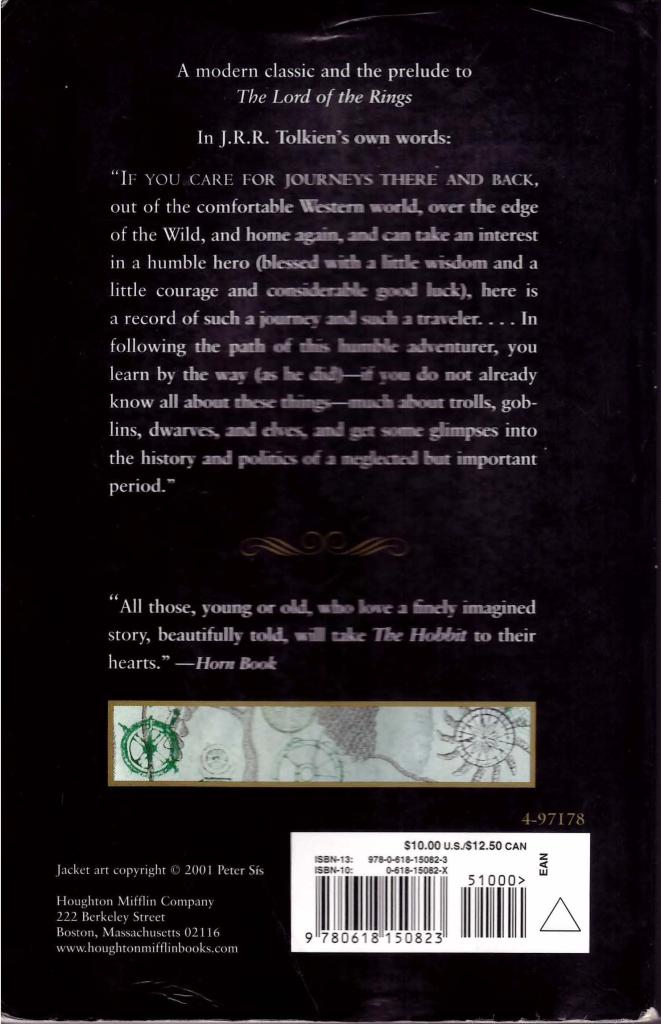 A modern classic and the prelude to
The Lord of the Rings
In J.R.R. Tolkien's own words:
“IF YOU CARE FOR JOURNEYS THERE AND BACK,
out of the comfortable Western world, over the edge
of the Wild, and home again, and can take an interest
in a humble hero (blessed with a little wisdom and a
little courage and considerable good luck), here is
a record of such a journey and such a traveler. . . . In
following the path of this humble adventurer, you
learn by the way (as he did)—if you do not already
know all about these things—much about trolls, gob-
lins, dwarves, and elves, and get some glimpses into
the history and politics of a neglected but important
period.”
“All those, young or old, who love a finely imagined
story, beautifully told, will take The Hobbit to their
hearts.” —Horn Book
4-97178
$10.00 U.S./$12.50 CAN
ISBN-13: 978-0-618-15082-3
ISBN-10: 0-618-15082-X
51000>
EAN
9 780618 150823
Jacket art copyright © 2001 Peter Sís
Houghton Mifflin Company
222 Berkeley Street
Boston, Massachusetts 02116
www.houghtonmifflinbooks.com